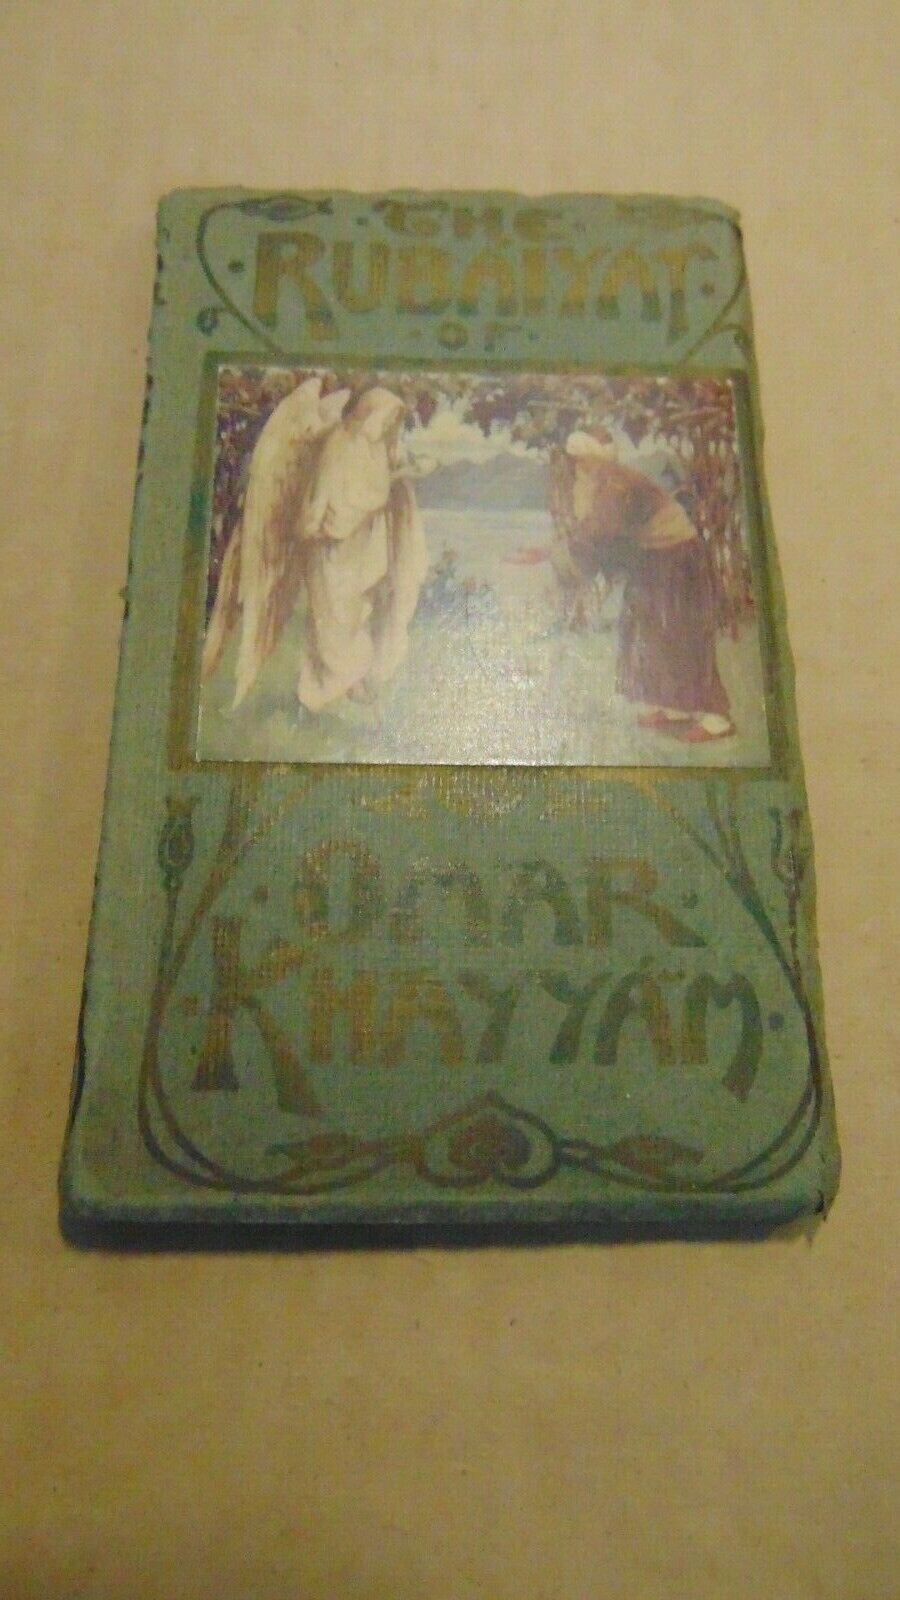 ·THE·
RUBAIYAT·
·OF·
·OMAR·
KHAYYAM·